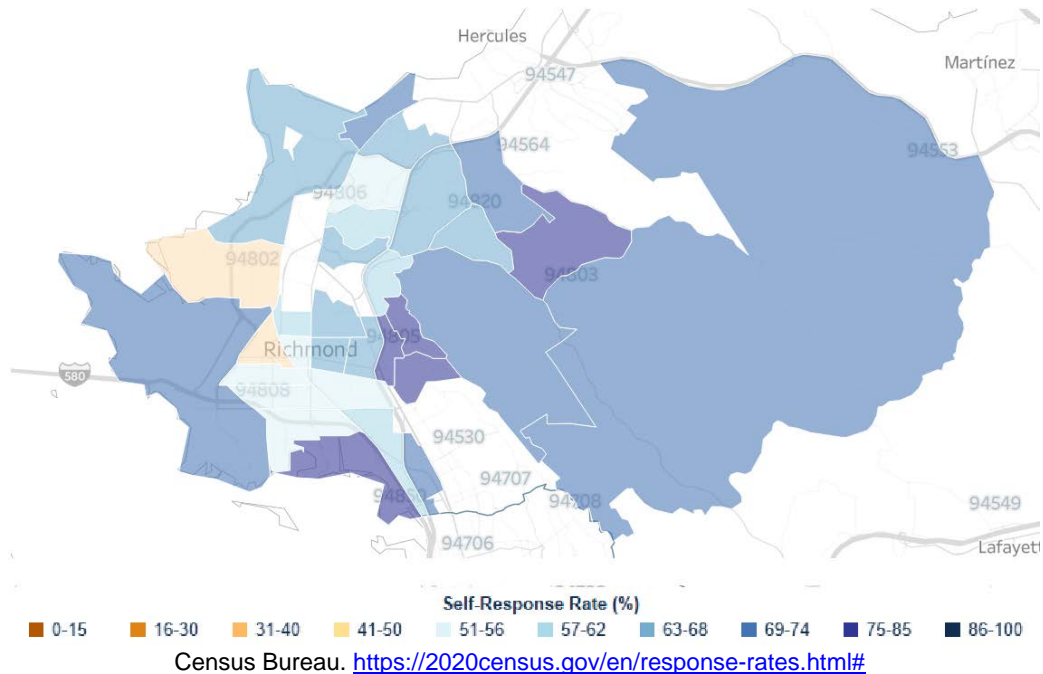 Hercules
94547
Martínez
94564
94553
94806
94820
94802
94803
94805
Richmond
580
94808
94530
94707
94850
94708
94549
94706
Lafayett
Self-Response Rate (%)
0-15 16-30 31-40 41-50 51-56 57-62 63-68 69-74 75-85 86-100
Census Bureau. https://2020census.gov/en/response-rates.html#